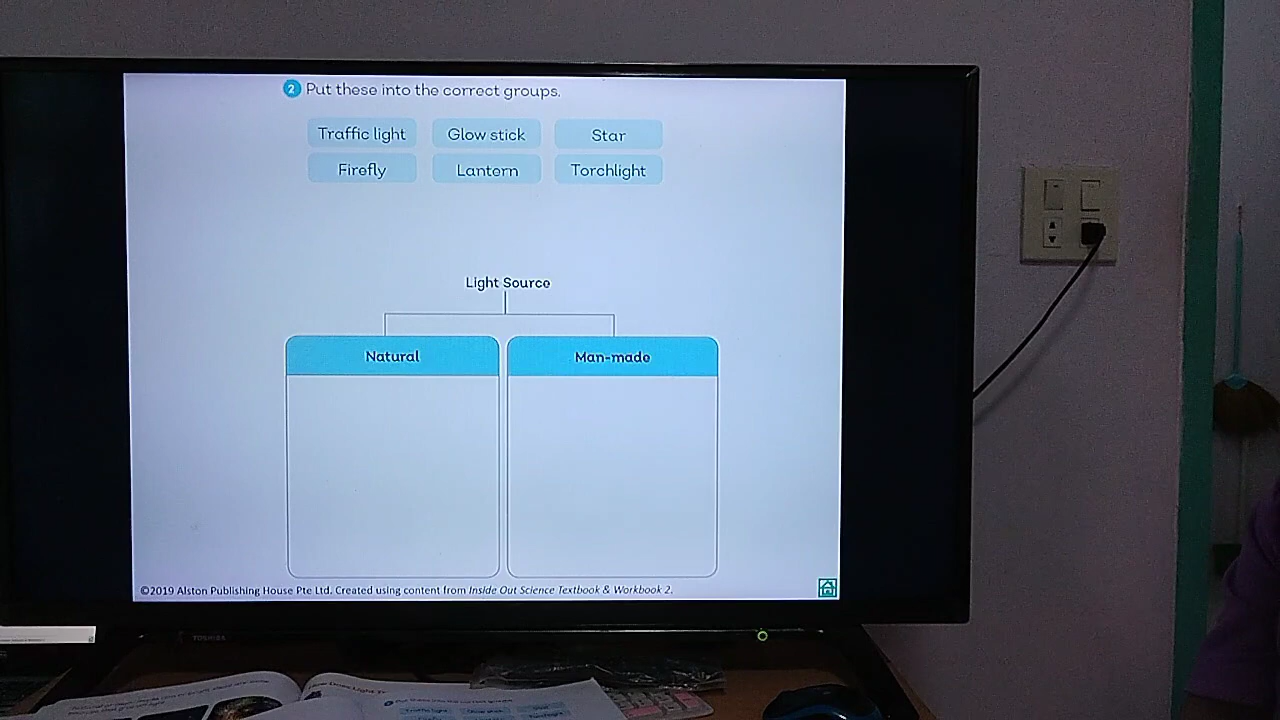 2 Put these into the correct groups.
Traffic light Glow stick Star
Firefly Lantern Torchlight
Light Source
Natural Man-made
©2019 Alston Publishing House Pte Ltd. Created using content from Inside Out Science Textbook & Workbook 2.
TOSHIBA